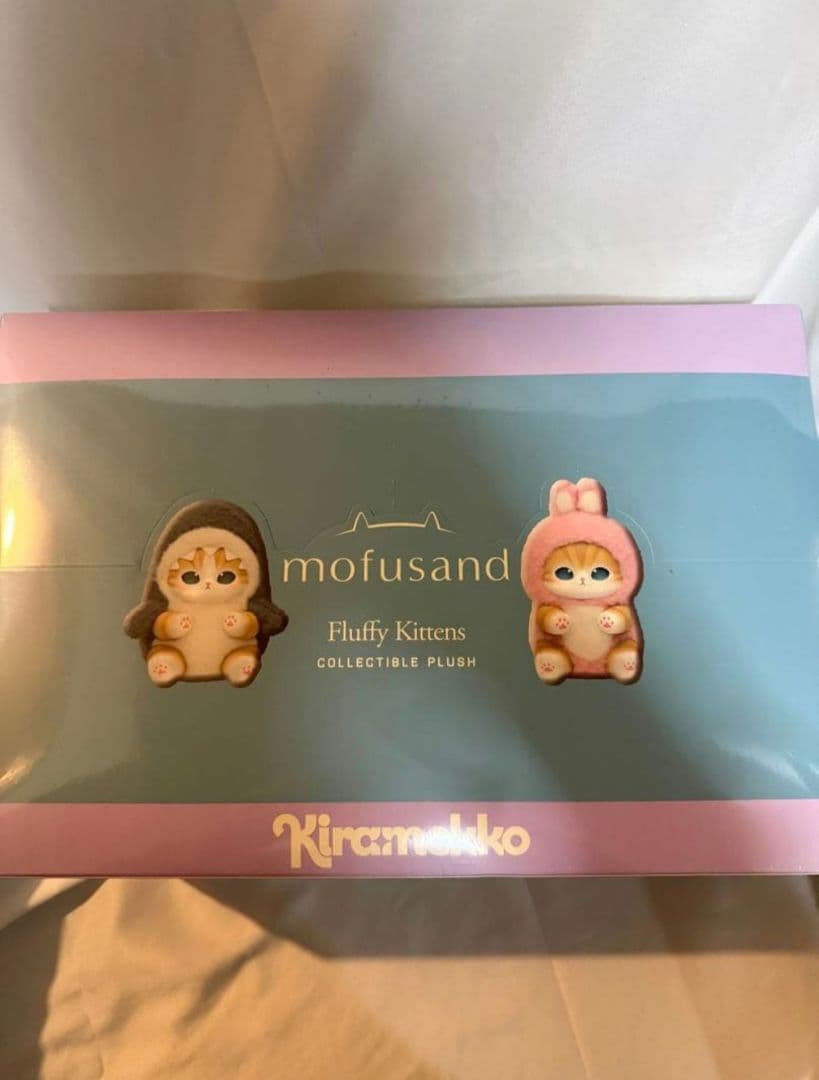 mofusand
Fluffy Kittens
COLLECTIBLE PLUSH
Kiramekko